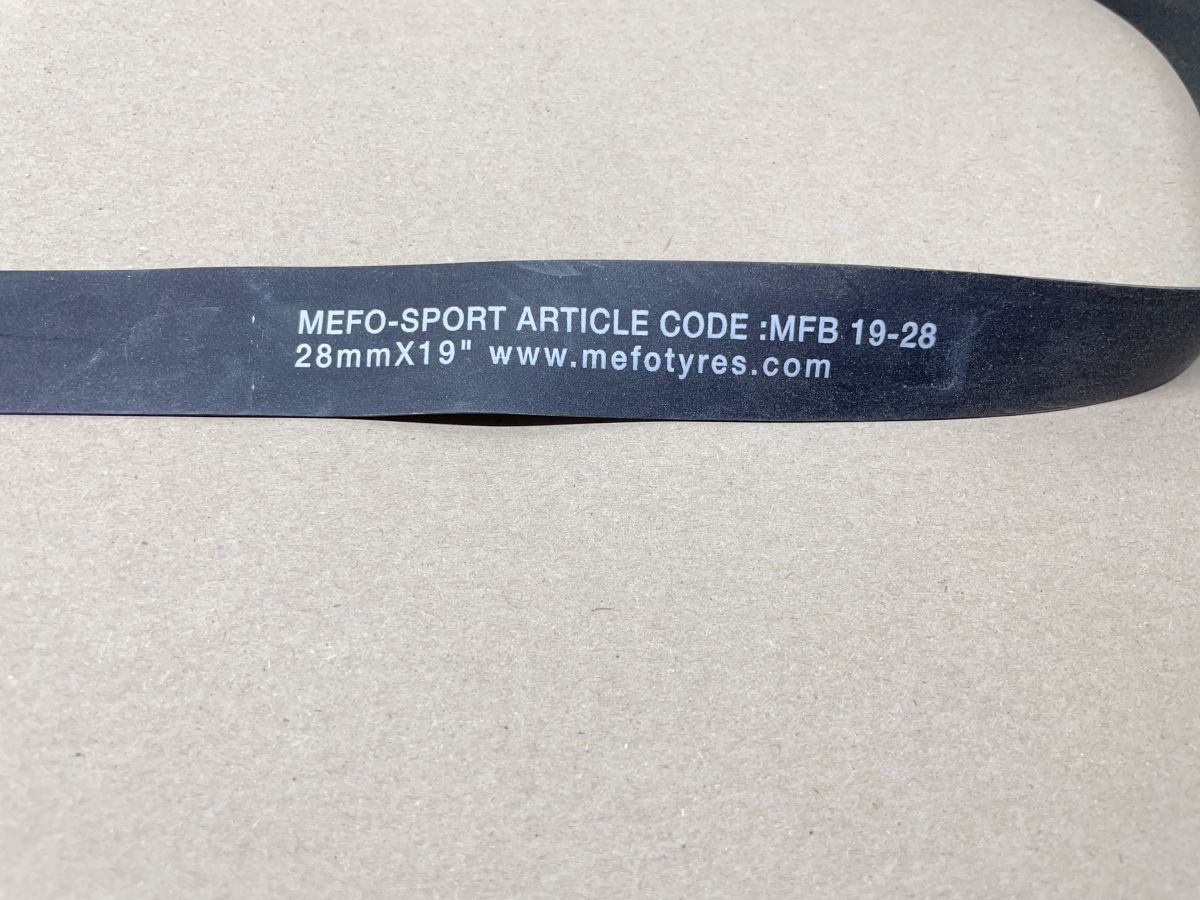 MEFO-SPORT ARTICLE CODE :MFB 19-28
28mmX19" www.mefotyres.com